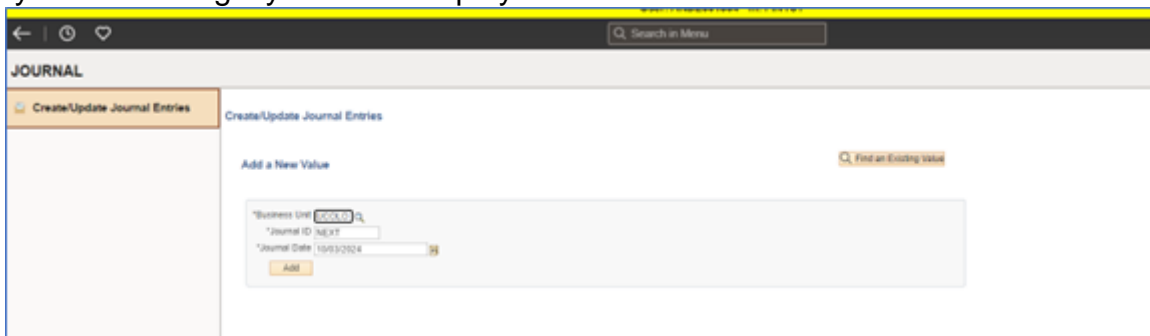 Search in Menu
JOURNAL
Create/Update Journal Entries
Create/Update Journal Entries
Add a New Value
Find an Existing Value
*Business Unit UCOLO
*Journal ID NEXT
*Journal Date 10/03/2024
Add